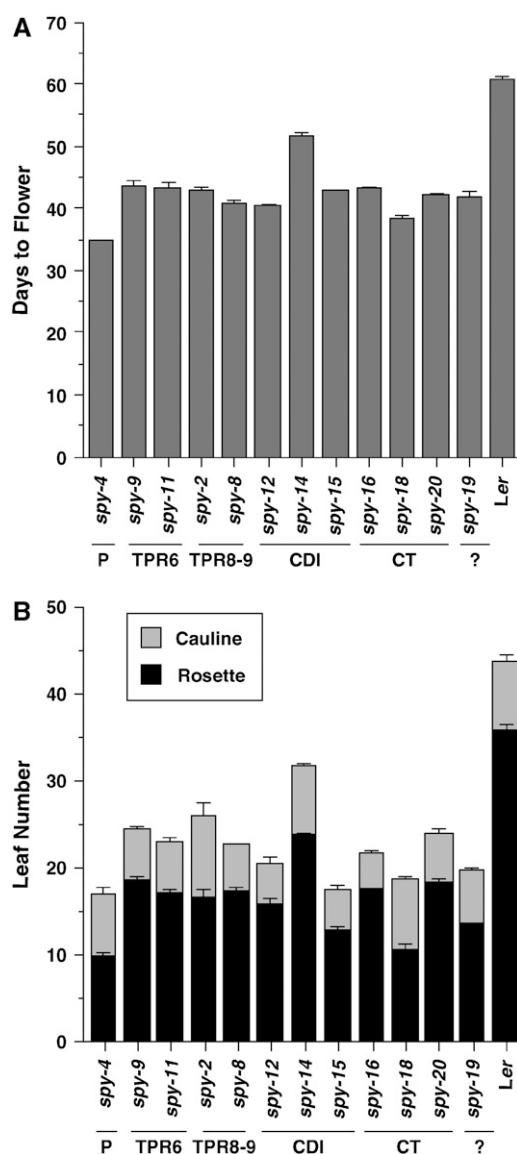 A
70
60
50
40
30
20
10
0
Days to Flower
spy-4 spy-9 spy-11 spy-2 spy-8 spy-12 spy-14 spy-15 spy-16 spy-18 spy-20 spy-19 Ler
P TPR6 TPR8-9 CDI CT ?
B
50
40
30
20
10
0
Leaf Number
Cauline
Rosette
spy-4 spy-9 spy-11 spy-2 spy-8 spy-12 spy-14 spy-15 spy-16 spy-18 spy-20 spy-19 Ler
P TPR6 TPR8-9 CDI CT ?